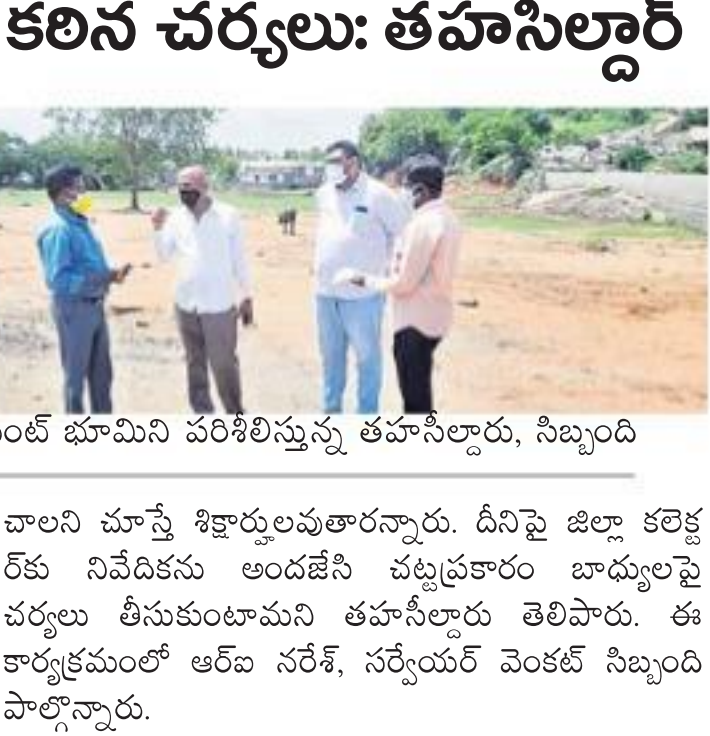 కఠిన చర్యలు: తహసిల్దార్
భూమిని పరిశీలిస్తున్న తహసీల్దారు, సిబ్బంది
చాలని చూస్తే శిక్షార్హులవుతారన్నారు. దీనిపై జిల్లా కలెక్ట
ర్‌కు నివేదికను అందజేసి చట్టప్రకారం బాధ్యులపై
చర్యలు తీసుకుంటామని తహసీల్దారు తెలిపారు. ఈ
కార్యక్రమంలో ఆర్ఐ నరేశ్, సర్వేయర్ వెంకట్ సిబ్బంది
పాల్గొన్నారు.